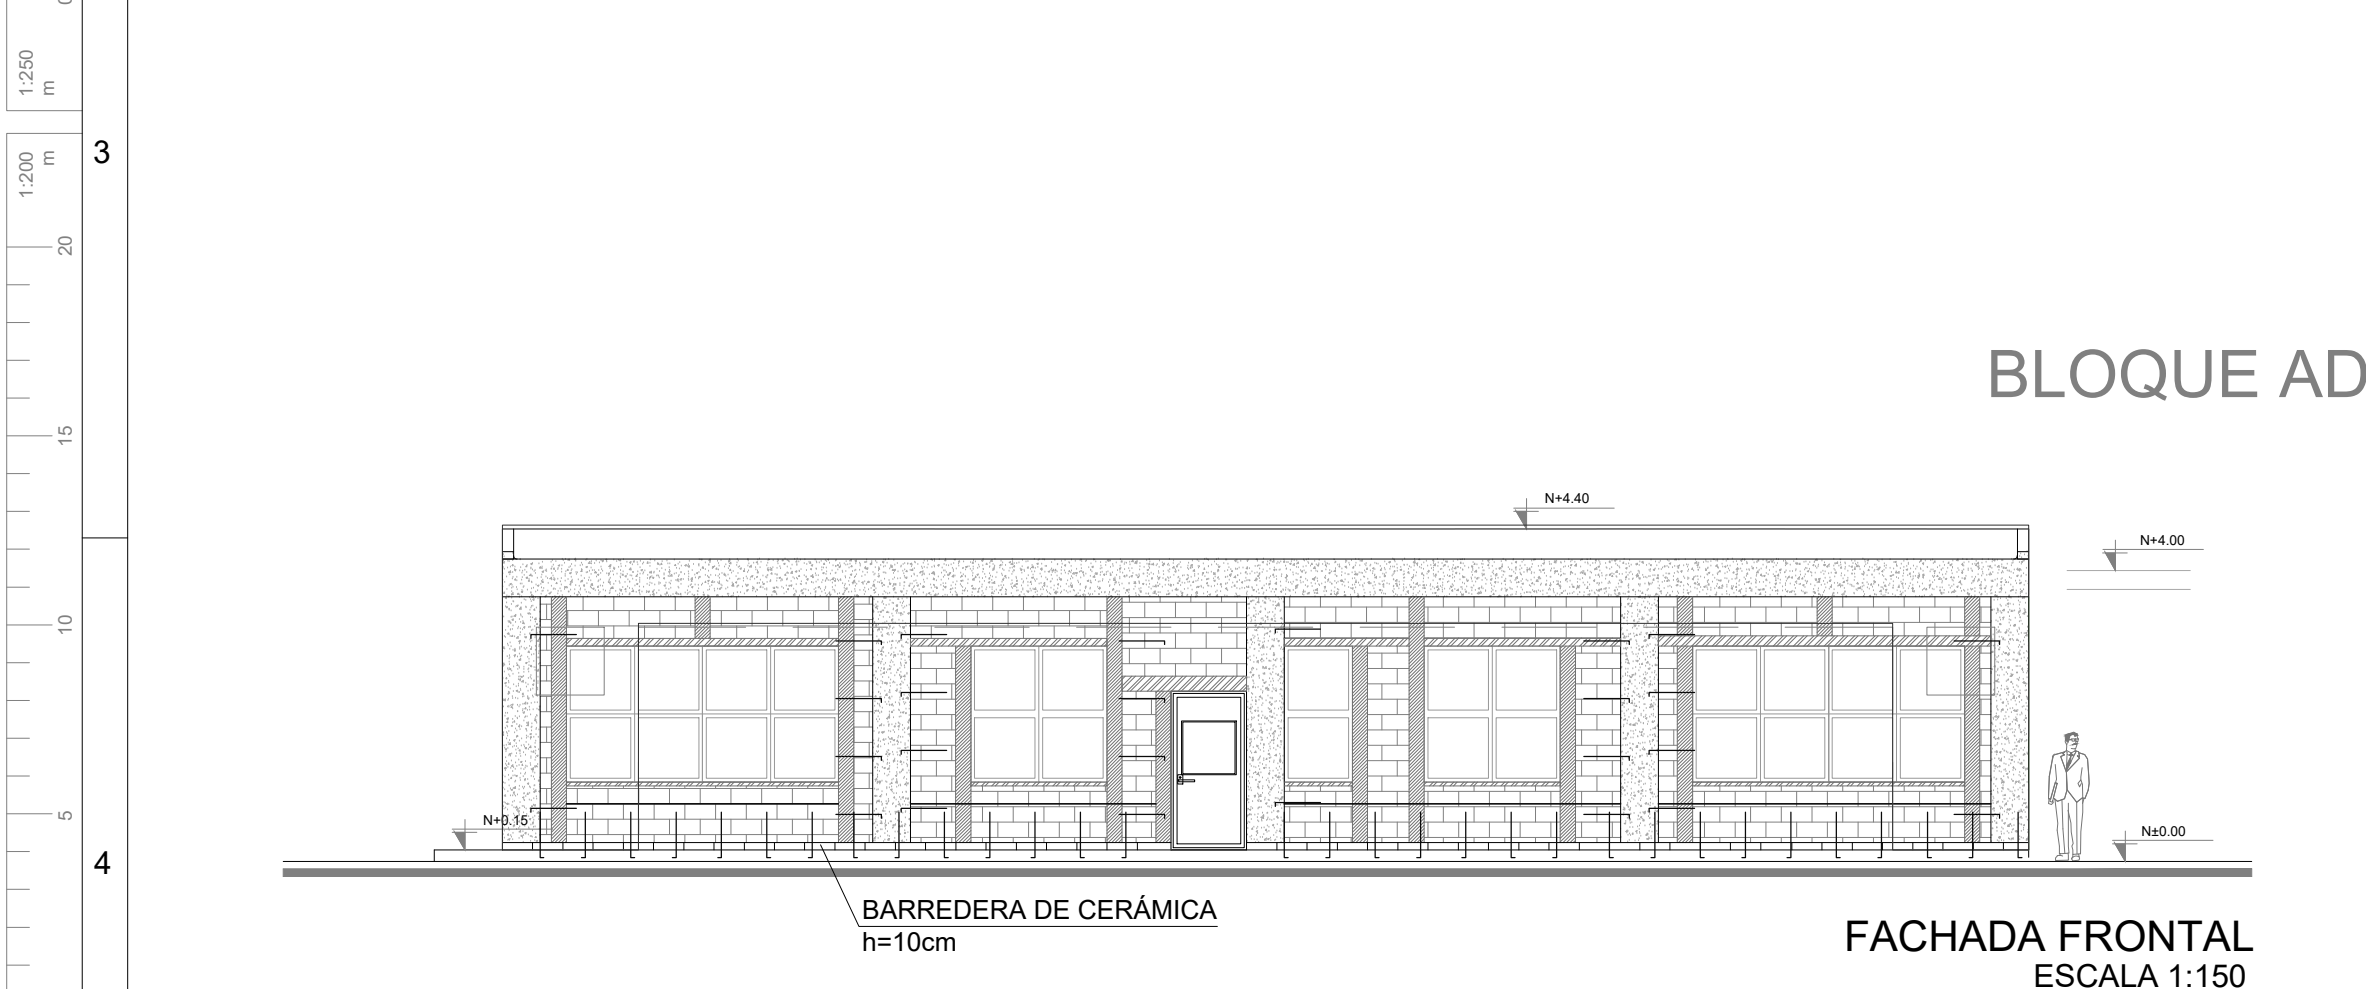 1:250
m
1:200
m
3
20
15
10
5
4
BLOQUE AD
N+4.40
N+4.00
N+0.15
N±0.00
BARREDERA DE CERÁMICA
h=10cm
FACHADA FRONTAL
ESCALA 1:150